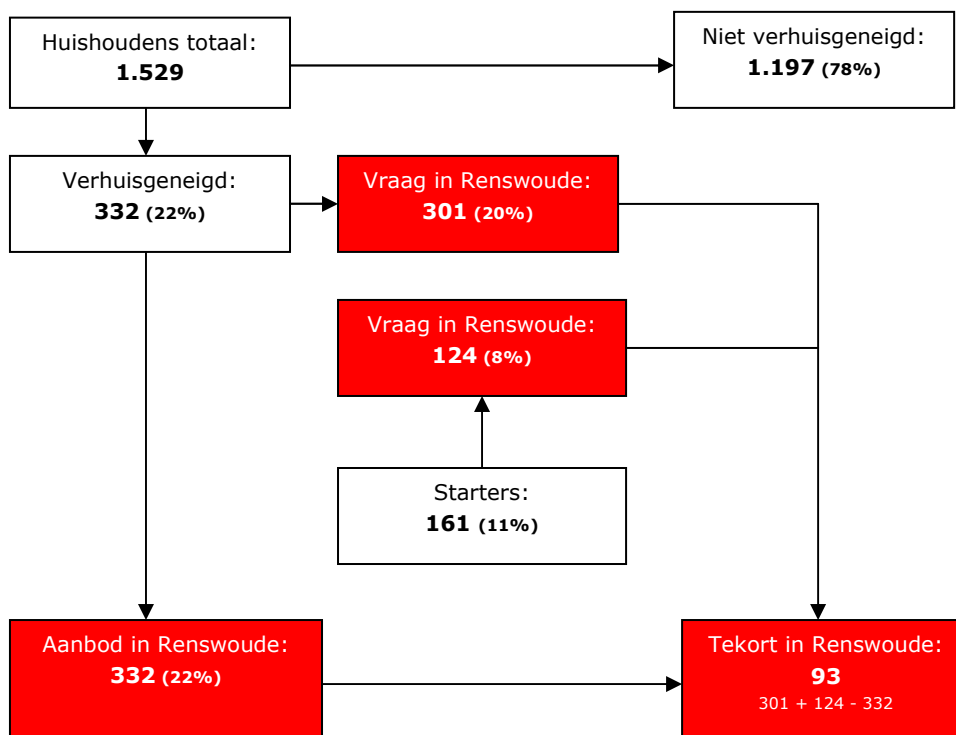 Huishoudens totaal:
1.529
Niet verhuisgeneigd:
1.197 (78%)
Verhuisgeneigd:
332 (22%)
Vraag in Renswoude:
301 (20%)
Vraag in Renswoude:
124 (8%)
Starters:
161 (11%)
Aanbod in Renswoude:
332 (22%)
Tekort in Renswoude:
93
301 + 124 - 332